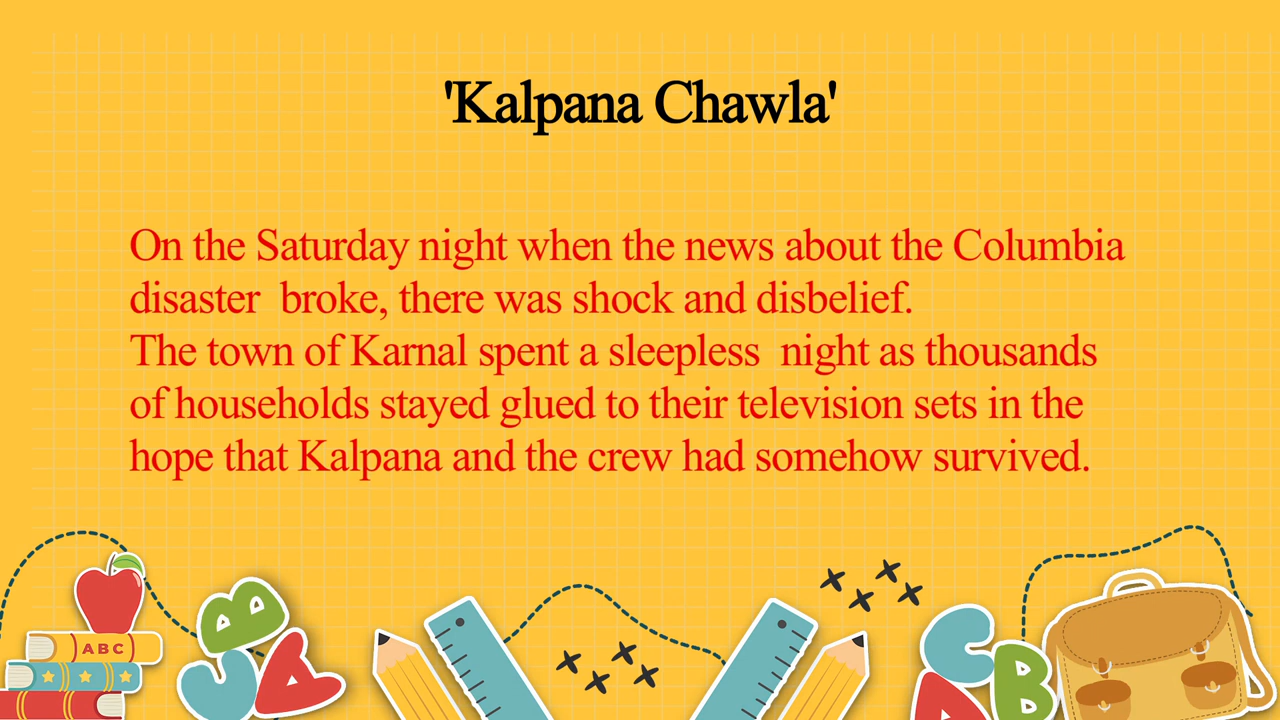 'Kalpana Chawla'
On the Saturday night when the news about the Columbia
disaster  broke, there was shock and disbelief.
The town of Karnal spent a sleepless  night as thousands
of households stayed glued to their television sets in the
hope that Kalpana and the crew had somehow survived.
ABC
B
C
A
C
B
A